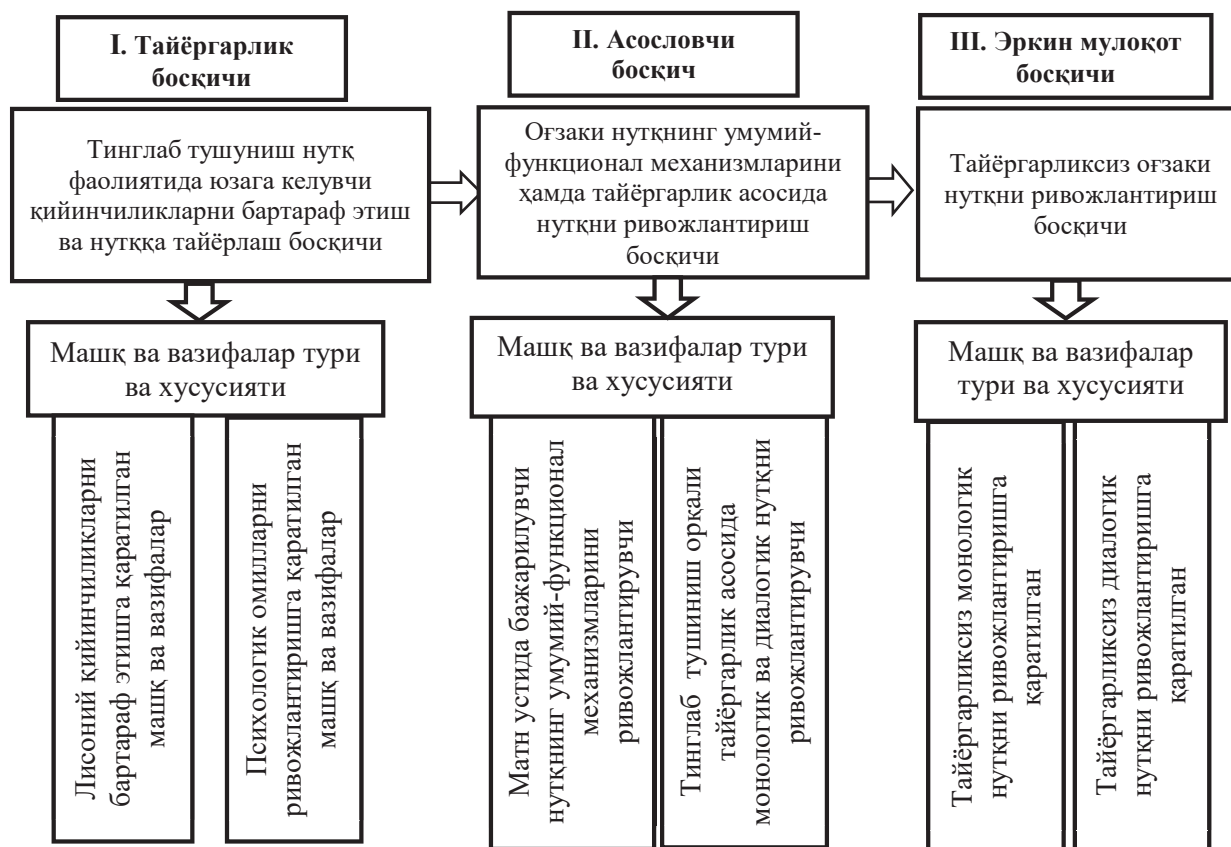 I. Тайёргарлик
босқичи
II. Асословчи
босқич
III. Эркин мулоқот
босқичи
Тинглаб тушуниш нутқ
фаолиятида юзага келувчи
қийинчиликларни бартараф этиш
ва нутққа тайёрлаш босқичи
Оғзаки нутқнинг умумий-
функционал механизмларини
ҳамда тайёргарлик асосида
нутқни ривожлантириш
босқичи
Тайёргарликсиз оғзаки
нутқни ривожлантириш
босқичи
Машқ ва вазифалар тури
ва хусусияти
Машқ ва вазифалар тури
ва хусусияти
Машқ ва вазифалар
тури ва хусусияти
Лисоний қийинчиликларни
бартараф этишга қаратилган
машқ ва вазифалар
Психологик омилларни
ривожлантиришга қаратилган
машқ ва вазифалар
Матн устида бажарилувчи
нутқнинг умумий-функционал
механизмларини
ривожлантирувчи
Тинглаб тушиниш орқали
тайёргарлик асосида
монологик ва диалогик нутқни
ривожлантирувчи
Тайёргарликсиз монологик
нутқни ривожлантиришга
қаратилган
Тайёргарликсиз диалогик
нутқни ривожлантиришга
қаратилган